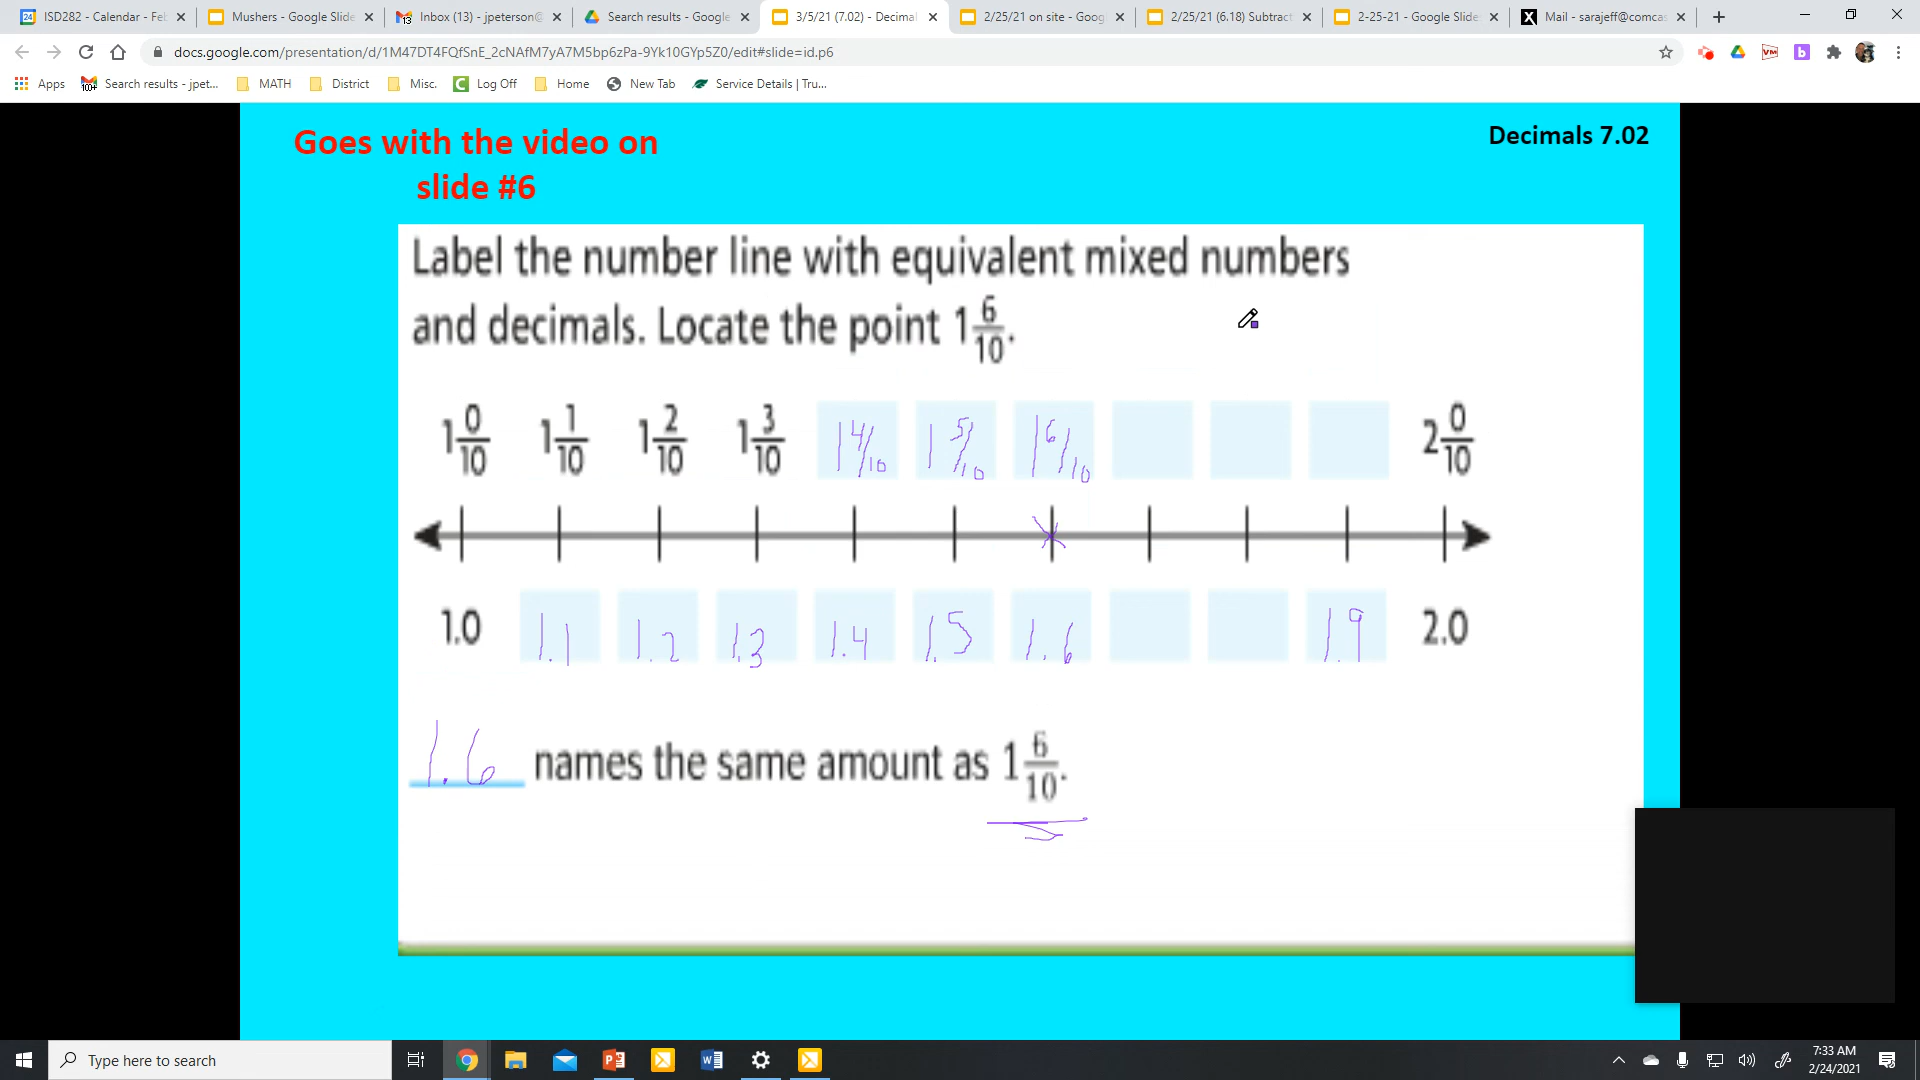 ISD282 - Calendar - Feb
Mushers - Google Slide
Inbox (13) - jpeterson@
Search results - Google
3/5/21 (7.02) - Decimal
2/25/21 on site - Goog
2/25/21 (6.18) Subtract
2-25-21 - Google Slide
X Mail - sarajeff@comcas
docs.google.com/presentation/d/1M47DT4FQfSnE_2cNAfM7yA7M5bp6zPa-9Yk10GYp5Z0/edit#slide=id.p6
Apps Search results - jpet... MATH District Misc. Log Off Home New Tab Service Details | Tru...
Goes with the video on
slide #6
Decimals 7.02
Label the number line with equivalent mixed numbers
and decimals. Locate the point 1 6/10.
1 0/10 1 1/10 1 2/10 1 3/10 1 4/10 1 5/10 1 6/10 2 0/10
1.0 1.1 1.2 1.3 1.4 1.5 1.6 1.9 2.0
1.6 names the same amount as 1 6/10.
Type here to search
7:33 AM
2/24/2021